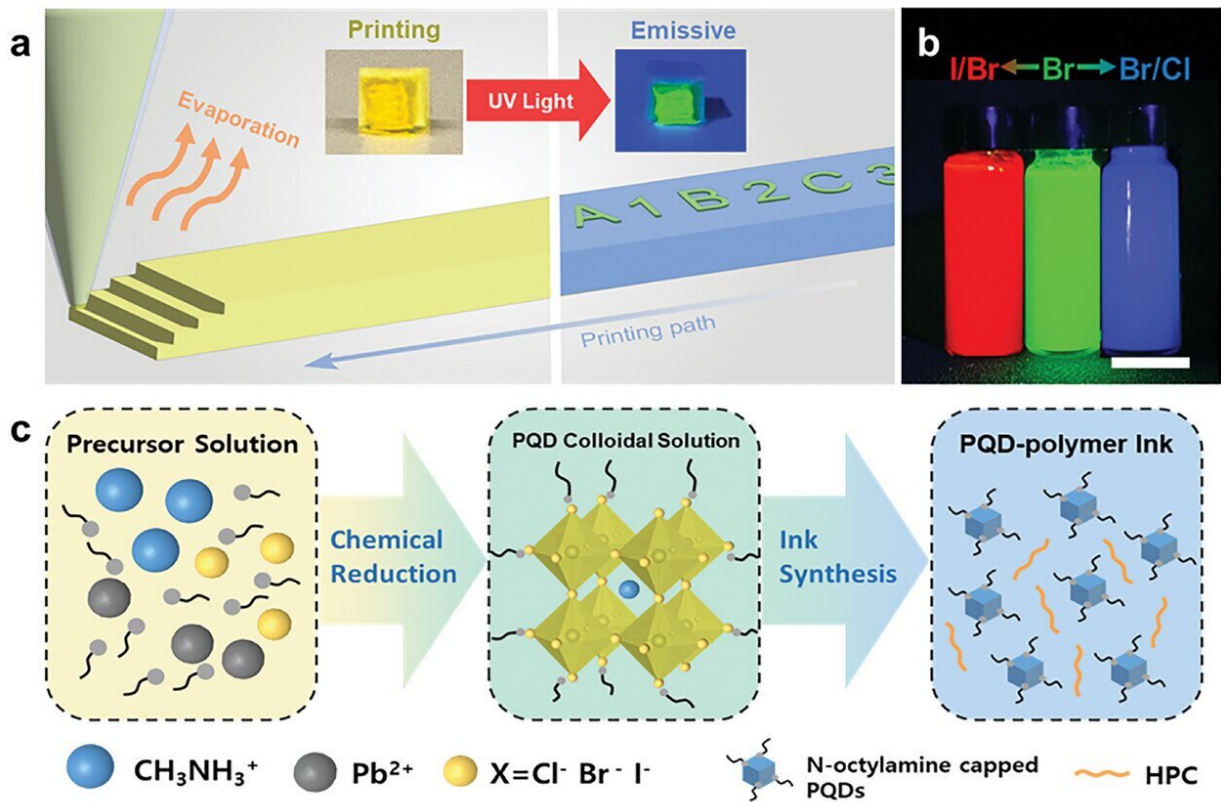 a
Printing
Emissive
UV Light
Evaporation
A 1 B 2 C 3
Printing path
b
I/Br Br Br/Cl
c
Precursor Solution
Chemical
Reduction
PQD Colloidal Solution
Ink
Synthesis
PQD-polymer Ink
CH₃NH₃⁺
Pb²⁺
X=Cl⁻ Br⁻ I⁻
N-octylamine capped
PQDs
HPC